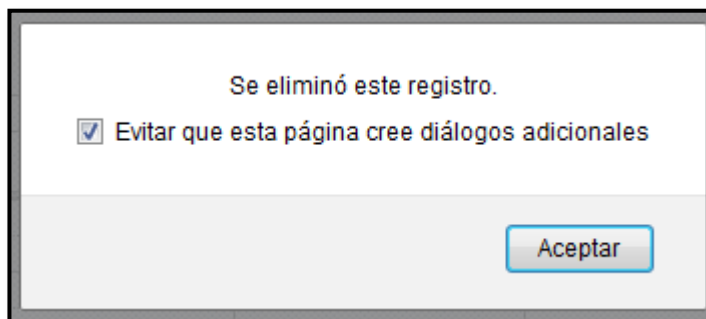 Se eliminó este registro.
Evitar que esta página cree diálogos adicionales
Aceptar